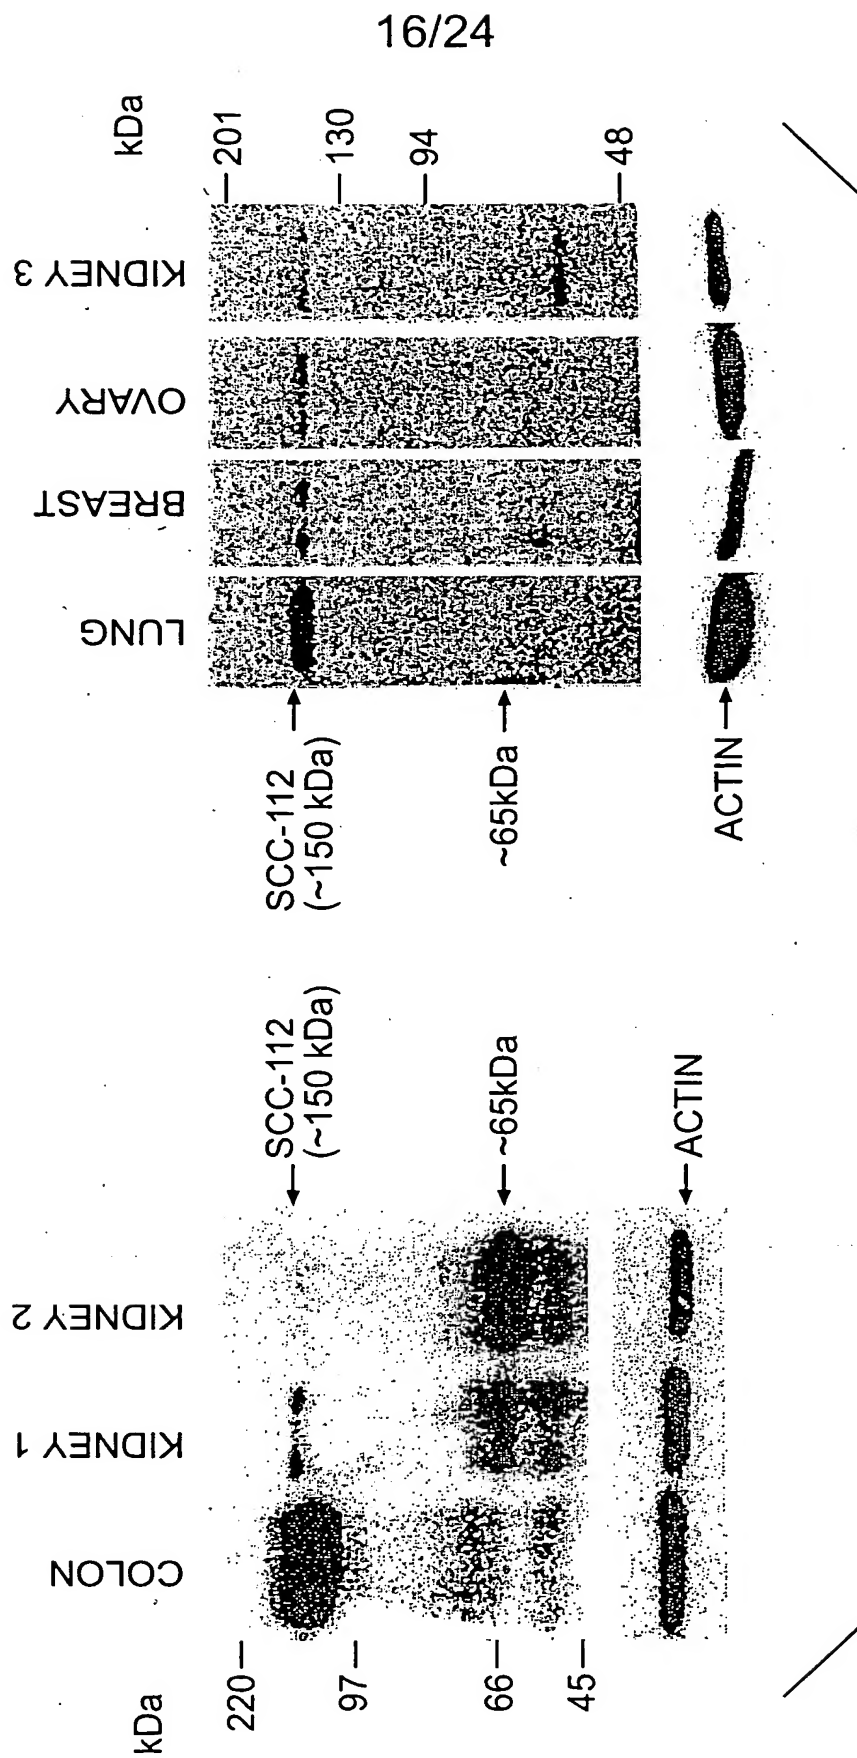 16/24
kDa
220
97
66
45
COLON
KIDNEY 1
KIDNEY 2
SCC-112
(~150 kDa)
~65kDa
ACTIN
SCC-112
(~150 kDa)
~65kDa
ACTIN
LUNG
BREAST
OVARY
KIDNEY 3
kDa
201
130
94
48